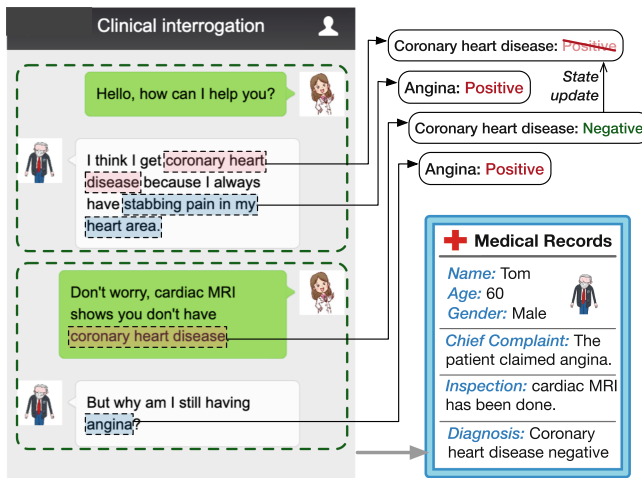 Clinical interrogation
Hello, how can I help you?
I think I get coronary heart
disease because I always
have stabbing pain in my
heart area.
Don't worry, cardiac MRI
shows you don't have
coronary heart disease
But why am I still having
angina?
Coronary heart disease: Positive
Angina: Positive
State
update
Coronary heart disease: Negative
Angina: Positive
Medical Records
Name: Tom
Age: 60
Gender: Male
Chief Complaint: The
patient claimed angina.
Inspection: cardiac MRI
has been done.
Diagnosis: Coronary
heart disease negative